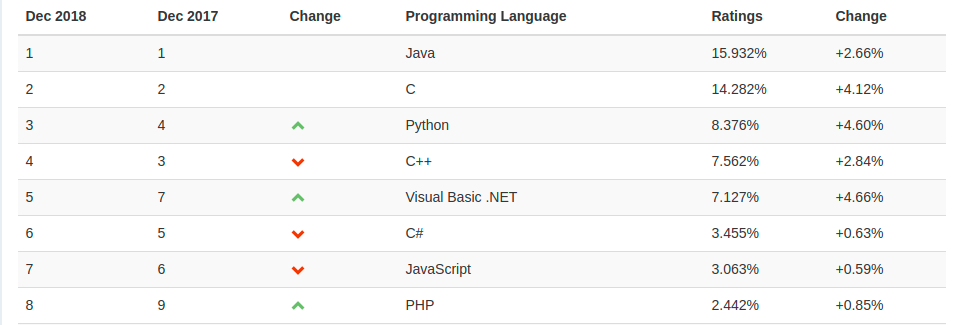 Dec 2018 Dec 2017 Change Programming Language Ratings Change
1 1 Java 15.932% +2.66%
2 2 C 14.282% +4.12%
3 4 Python 8.376% +4.60%
4 3 C++ 7.562% +2.84%
5 7 Visual Basic .NET 7.127% +4.66%
6 5 C# 3.455% +0.63%
7 6 JavaScript 3.063% +0.59%
8 9 PHP 2.442% +0.85%